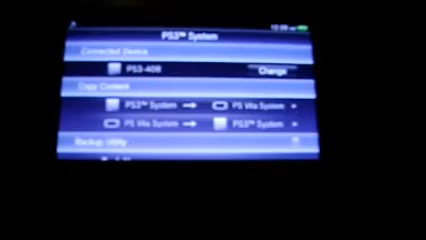 PS3™ System
Connected Device
PS3-408 Change
Copy Content
PS3™ System → PS Vita System
PS Vita System → PS3™ System
Backup Utility